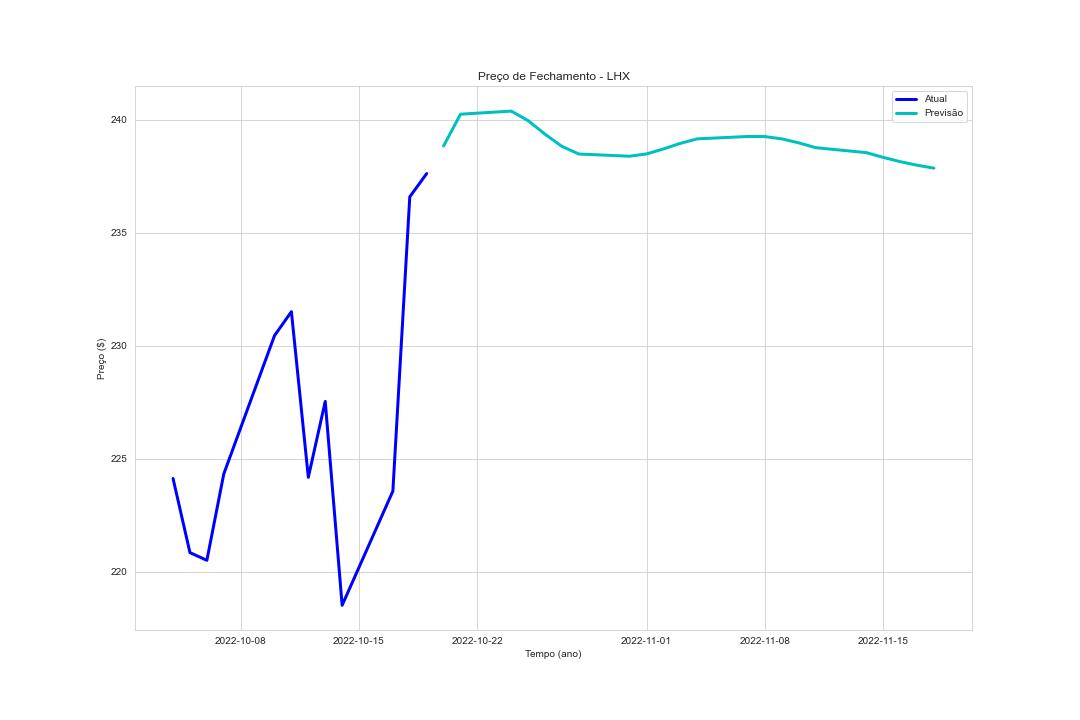 Preço de Fechamento - LHX
Atual
Previsão
240
235
230
225
220
Preço ($)
2022-10-08
2022-10-15
2022-10-22
2022-11-01
2022-11-08
2022-11-15
Tempo (ano)